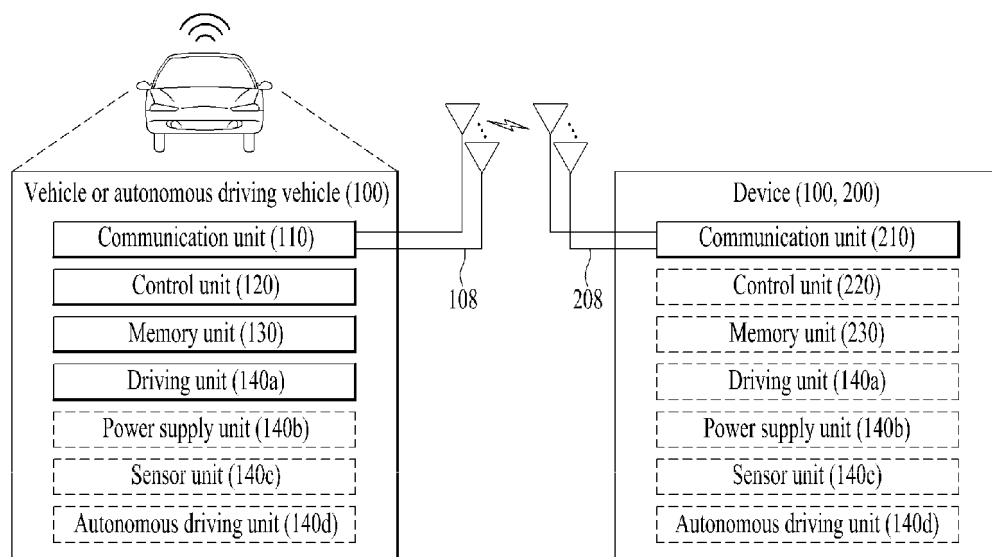 Vehicle or autonomous driving vehicle (100)
Communication unit (110)
Control unit (120)
Memory unit (130)
Driving unit (140a)
Power supply unit (140b)
Sensor unit (140c)
Autonomous driving unit (140d)
108
208
Device (100, 200)
Communication unit (210)
Control unit (220)
Memory unit (230)
Driving unit (140a)
Power supply unit (140b)
Sensor unit (140c)
Autonomous driving unit (140d)